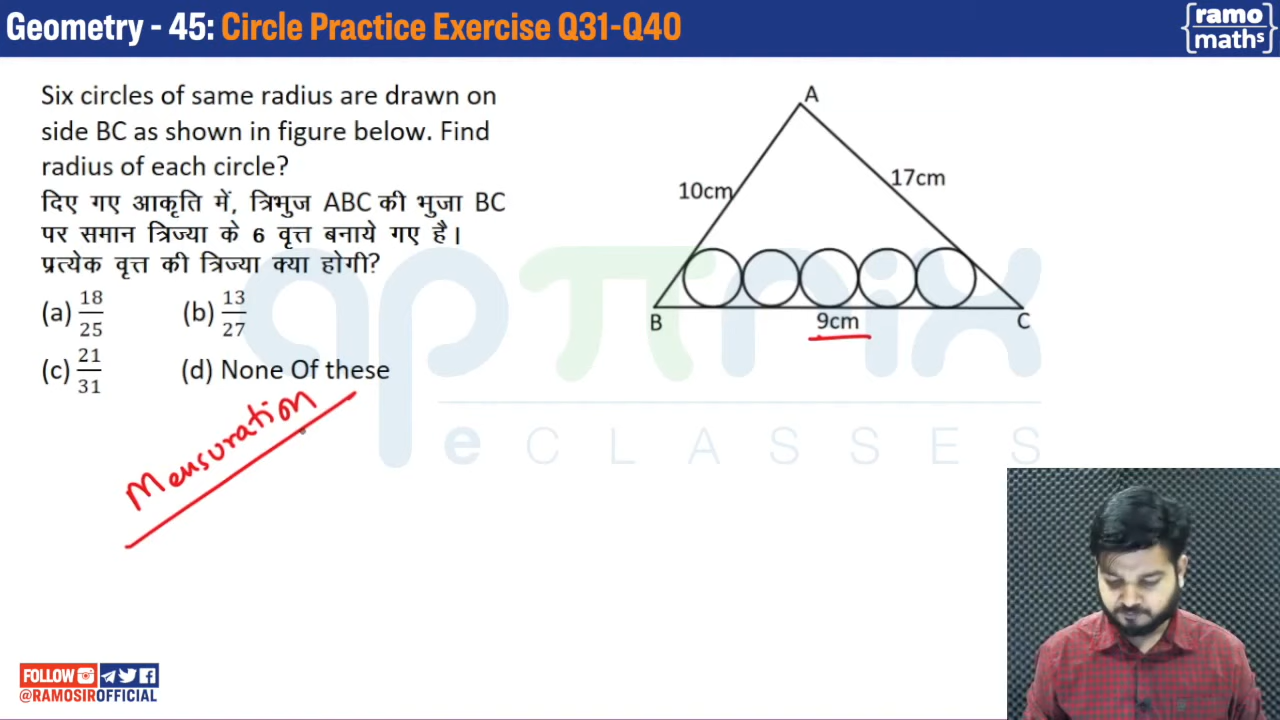 Geometry - 45: Circle Practice Exercise Q31-Q40
{ramo
maths}
Six circles of same radius are drawn on
side BC as shown in figure below. Find
radius of each circle?
दिए गए आकृति में, त्रिभुज ABC की भुजा BC
पर समान त्रिज्या के 6 वृत्त बनाये गए है।
प्रत्येक वृत्त की त्रिज्या क्या होगी?
(a) 18/25 (b) 13/27
(c) 21/31 (d) None Of these
Mensuration
A
10cm 17cm
B 9cm C
apπnix
e CLASSES
FOLLOW
@RAMOSIROFFICIAL